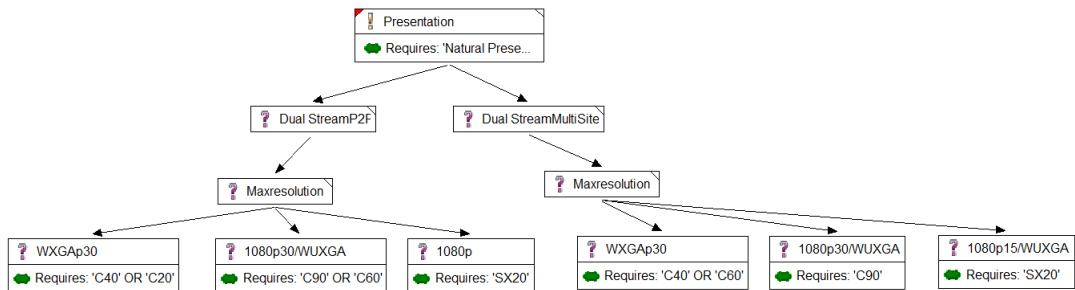 Presentation
Requires: 'Natural Prese...
Dual StreamP2P
Dual StreamMultiSite
Maxresolution
Maxresolution
WXGAp30
Requires: 'C40' OR 'C20'
1080p30/WUXGA
Requires: 'C90' OR 'C60'
1080p
Requires: 'SX20'
WXGAp30
Requires: 'C40' OR 'C60'
1080p30/WUXGA
Requires: 'C90'
1080p15/WUXGA
Requires: 'SX20'